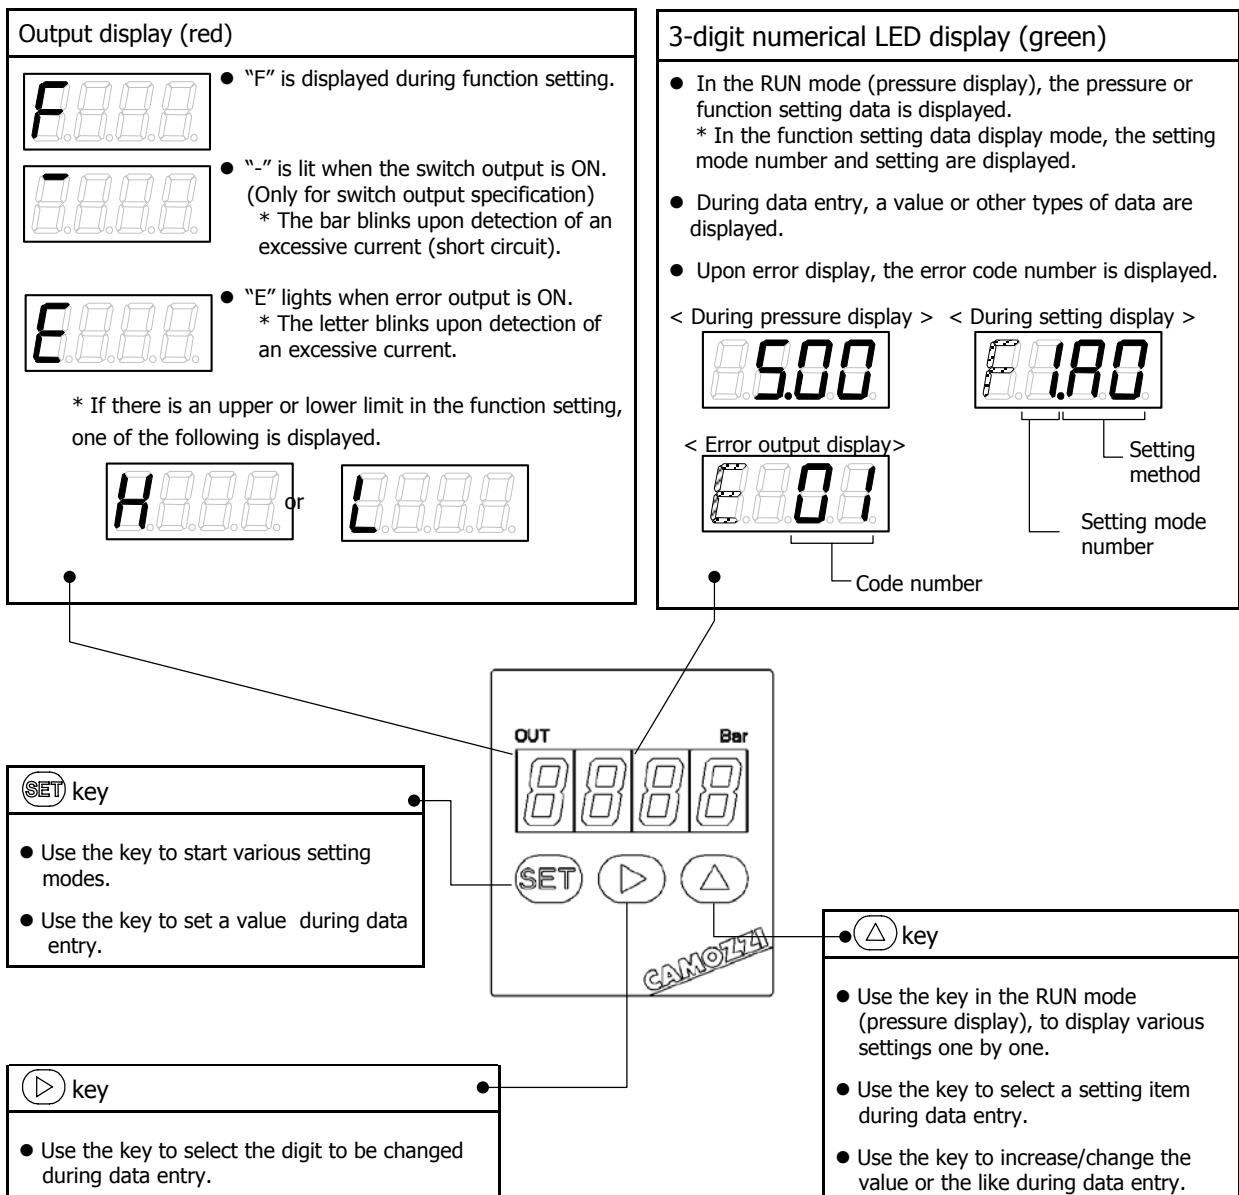 Output display (red)
● "F" is displayed during function setting.
F
● "-" is lit when the switch output is ON.
(Only for switch output specification)
* The bar blinks upon detection of an
excessive current (short circuit).
-
● "E" lights when error output is ON.
* The letter blinks upon detection of
an excessive current.
E
* If there is an upper or lower limit in the function setting,
one of the following is displayed.
H or L
3-digit numerical LED display (green)
● In the RUN mode (pressure display), the pressure or
function setting data is displayed.
* In the function setting data display mode, the setting
mode number and setting are displayed.
● During data entry, a value or other types of data are
displayed.
● Upon error display, the error code number is displayed.
< During pressure display > < During setting display >
5.00 F 1.A0
< Error output display>
E 01
Setting
method
Setting mode
number
Code number
OUT Bar
8888
SET
CAMOZZI
SET key
● Use the key to start various setting
modes.
● Use the key to set a value during data
entry.
▷ key
● Use the key to select the digit to be changed
during data entry.
△ key
● Use the key in the RUN mode
(pressure display), to display various
settings one by one.
● Use the key to select a setting item
during data entry.
● Use the key to increase/change the
value or the like during data entry.